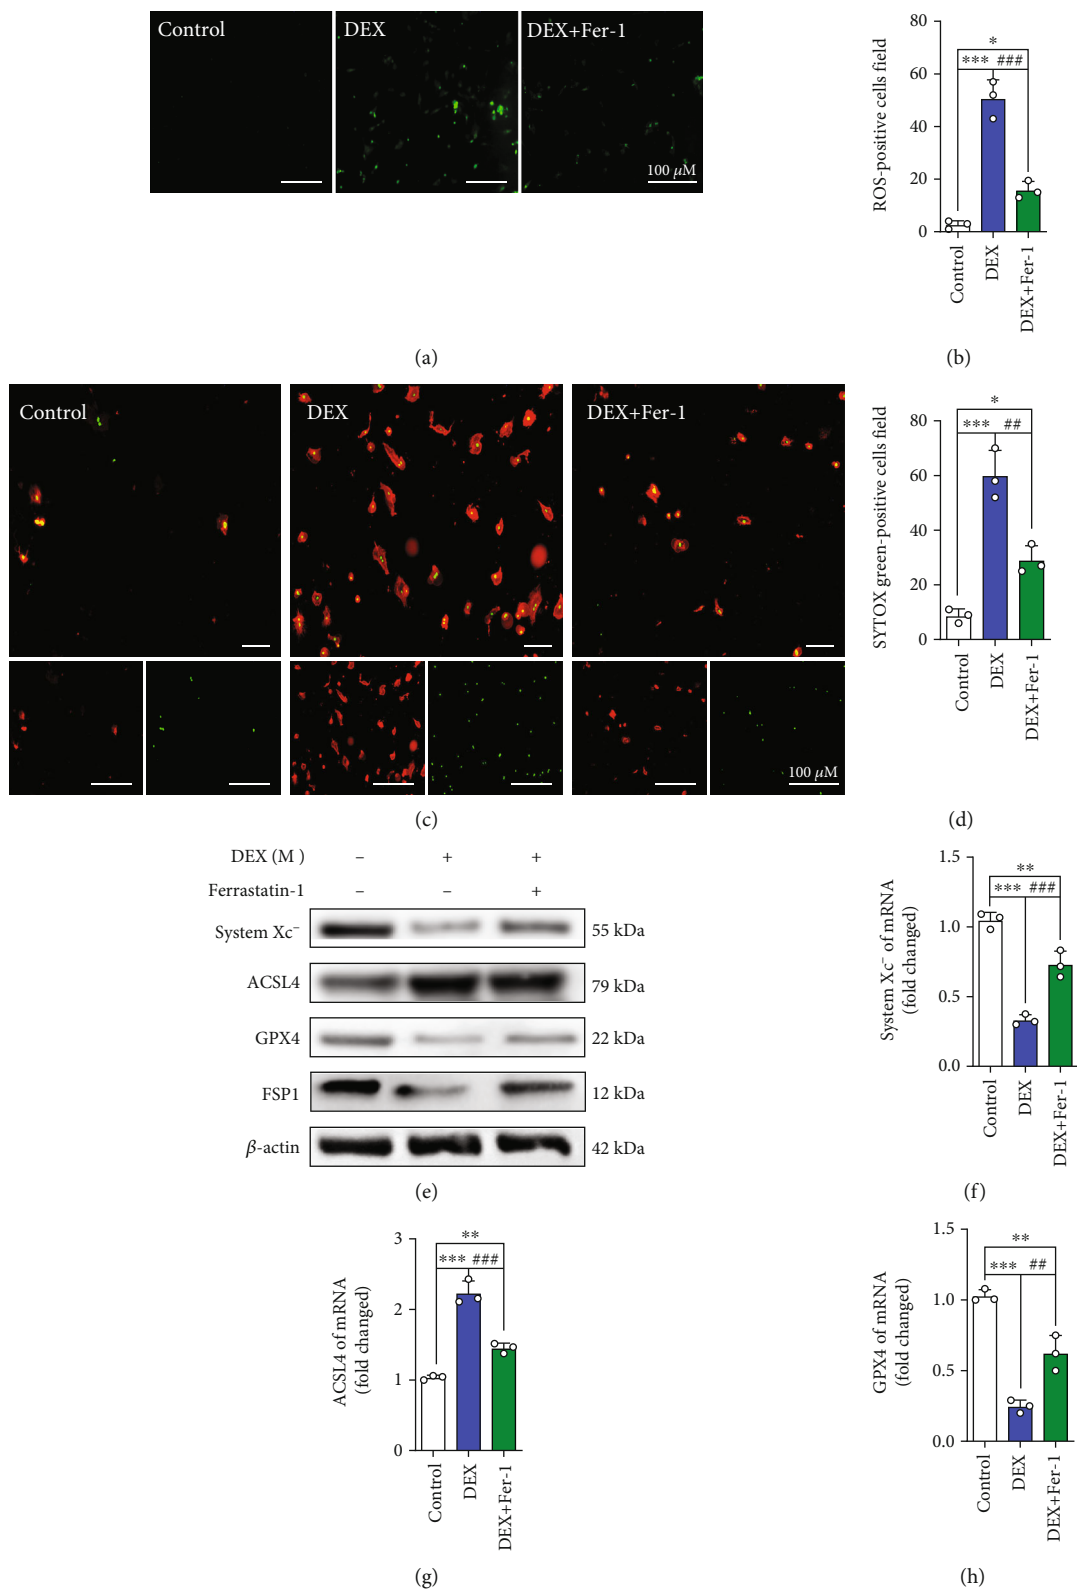 Control
DEX
DEX+Fer-1
100 μM
ROS-positive cells field
80
60
40
20
0
*
*** ###
Control
DEX
DEX+Fer-1
(a)
(b)
Control
DEX
DEX+Fer-1
100 μM
SYTOX green-positive cells field
80
60
40
20
0
*
*** ##
Control
DEX
DEX+Fer-1
(c)
(d)
DEX (M ) – + +
Ferrastatin-1 – – +
System Xc⁻ 55 kDa
ACSL4 79 kDa
GPX4 22 kDa
FSP1 12 kDa
β-actin 42 kDa
(e)
System Xc⁻ of mRNA
(fold changed)
1.5
1.0
0.5
0.0
**
*** ###
Control
DEX
DEX+Fer-1
(f)
ACSL4 of mRNA
(fold changed)
3
2
1
0
**
*** ###
Control
DEX
DEX+Fer-1
(g)
GPX4 of mRNA
(fold changed)
1.5
1.0
0.5
0.0
**
*** ##
Control
DEX
DEX+Fer-1
(h)